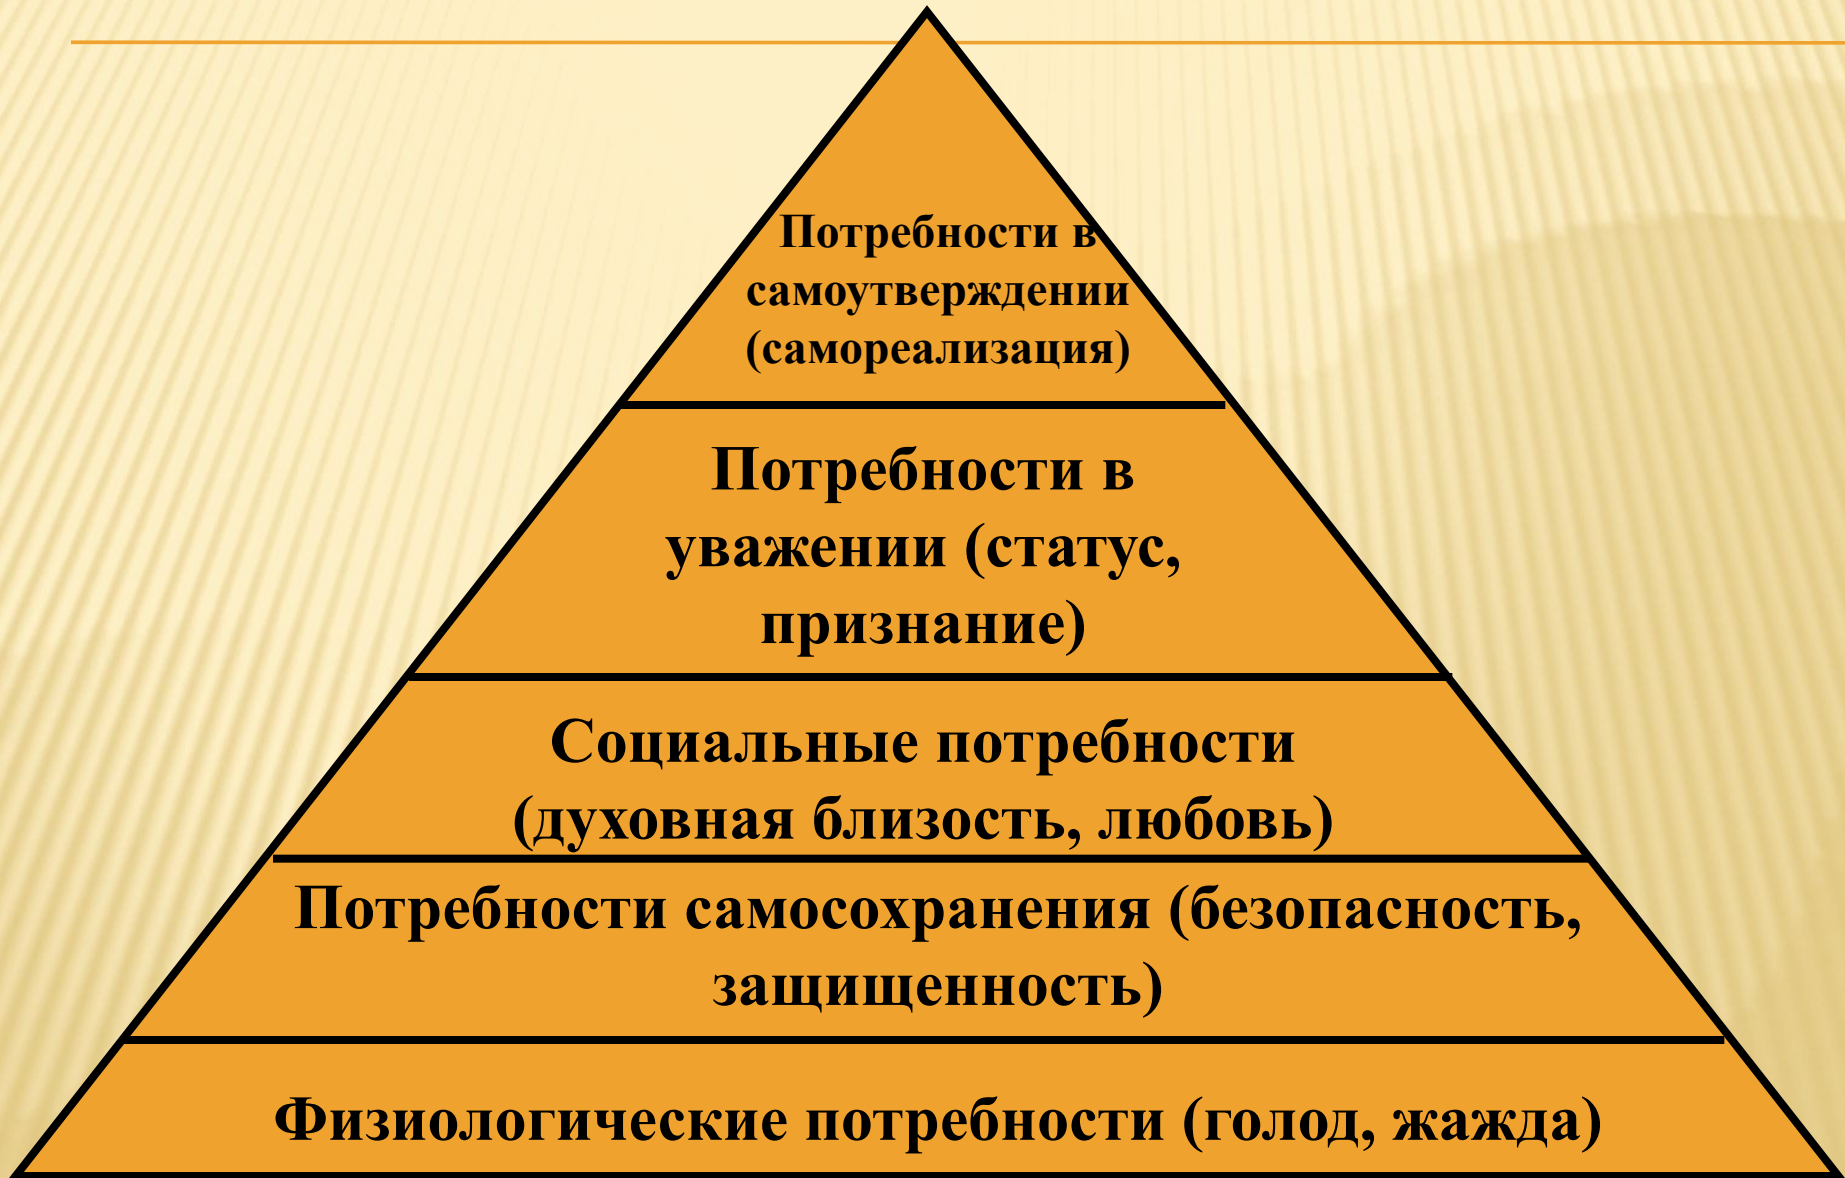 Потребности в
самоутверждении
(самореализация)
Потребности в
уважении (статус,
признание)
Социальные потребности
(духовная близость, любовь)
Потребности самосохранения (безопасность,
защищенность)
Физиологические потребности (голод, жажда)